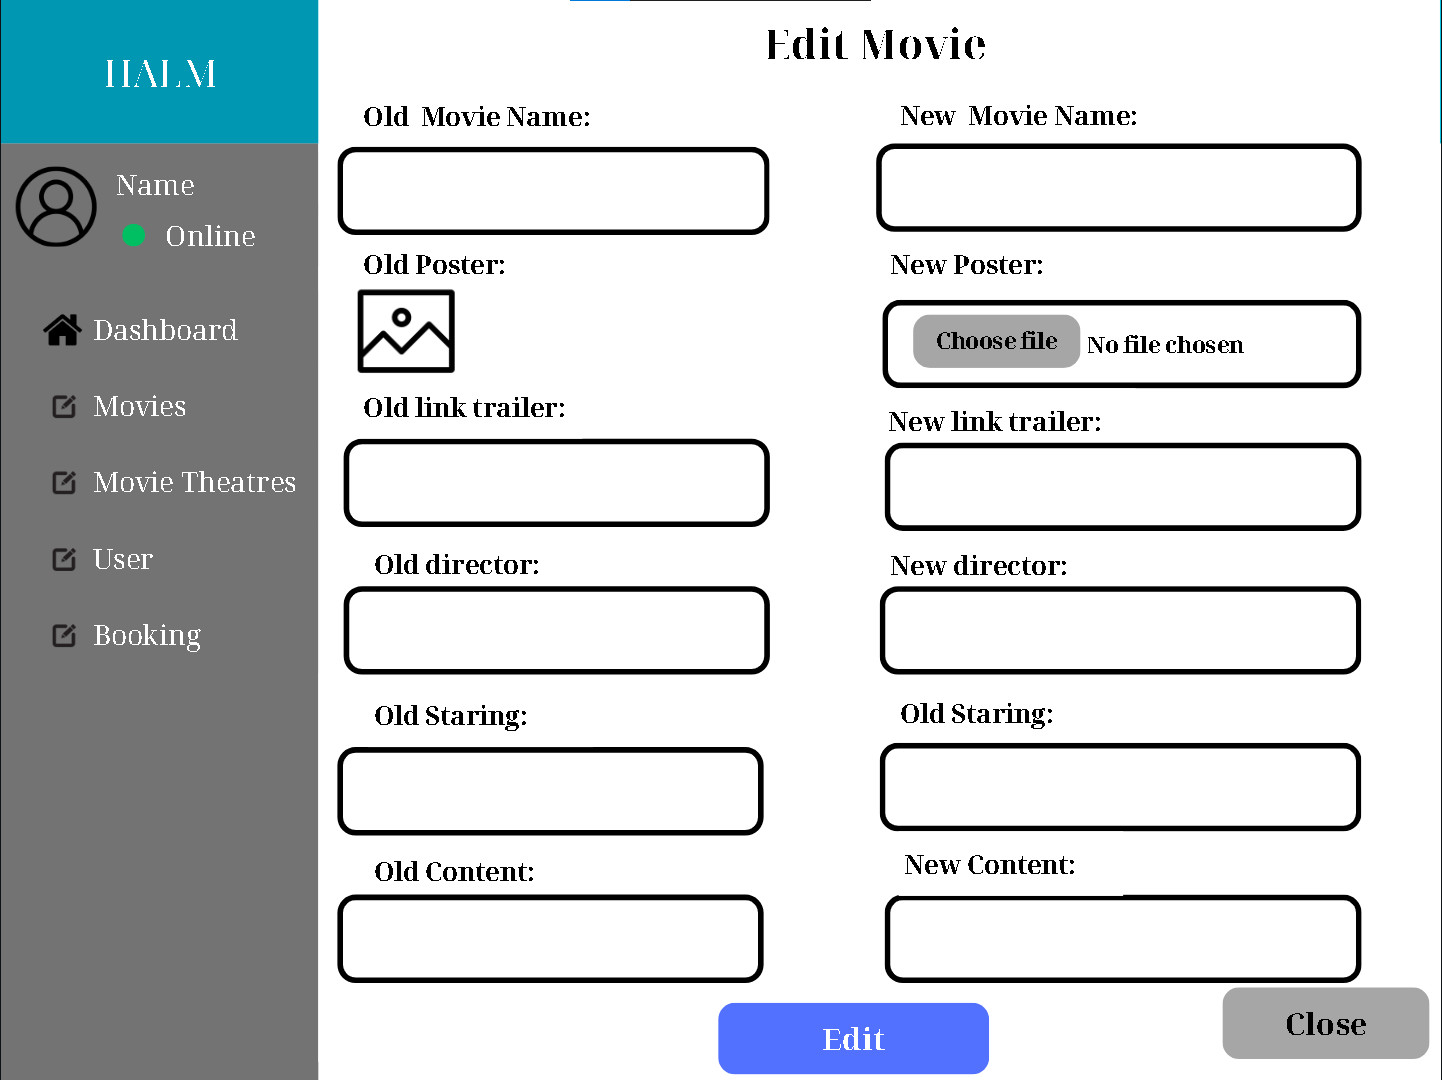 HALM
Name
Online
Dashboard
Movies
Movie Theatres
User
Booking
Edit Movie
Old Movie Name:
New Movie Name:
Old Poster:
New Poster:
Choose file No file chosen
Old link trailer:
New link trailer:
Old director:
New director:
Old Staring:
Old Staring:
Old Content:
New Content:
Edit
Close